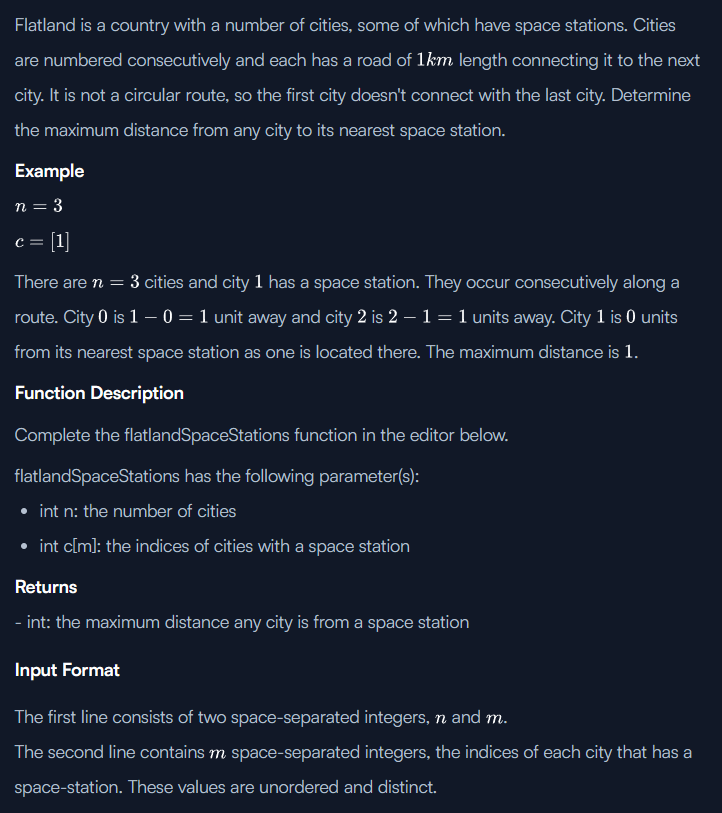 Flatland is a country with a number of cities, some of which have space stations. Cities
are numbered consecutively and each has a road of 1km length connecting it to the next
city. It is not a circular route, so the first city doesn't connect with the last city. Determine
the maximum distance from any city to its nearest space station.
Example
n = 3
c = [1]
There are n = 3 cities and city 1 has a space station. They occur consecutively along a
route. City 0 is 1 − 0 = 1 unit away and city 2 is 2 − 1 = 1 units away. City 1 is 0 units
from its nearest space station as one is located there. The maximum distance is 1.
Function Description
Complete the flatlandSpaceStations function in the editor below.
flatlandSpaceStations has the following parameter(s):
• int n: the number of cities
• int c[m]: the indices of cities with a space station
Returns
- int: the maximum distance any city is from a space station
Input Format
The first line consists of two space-separated integers, n and m.
The second line contains m space-separated integers, the indices of each city that has a
space-station. These values are unordered and distinct.